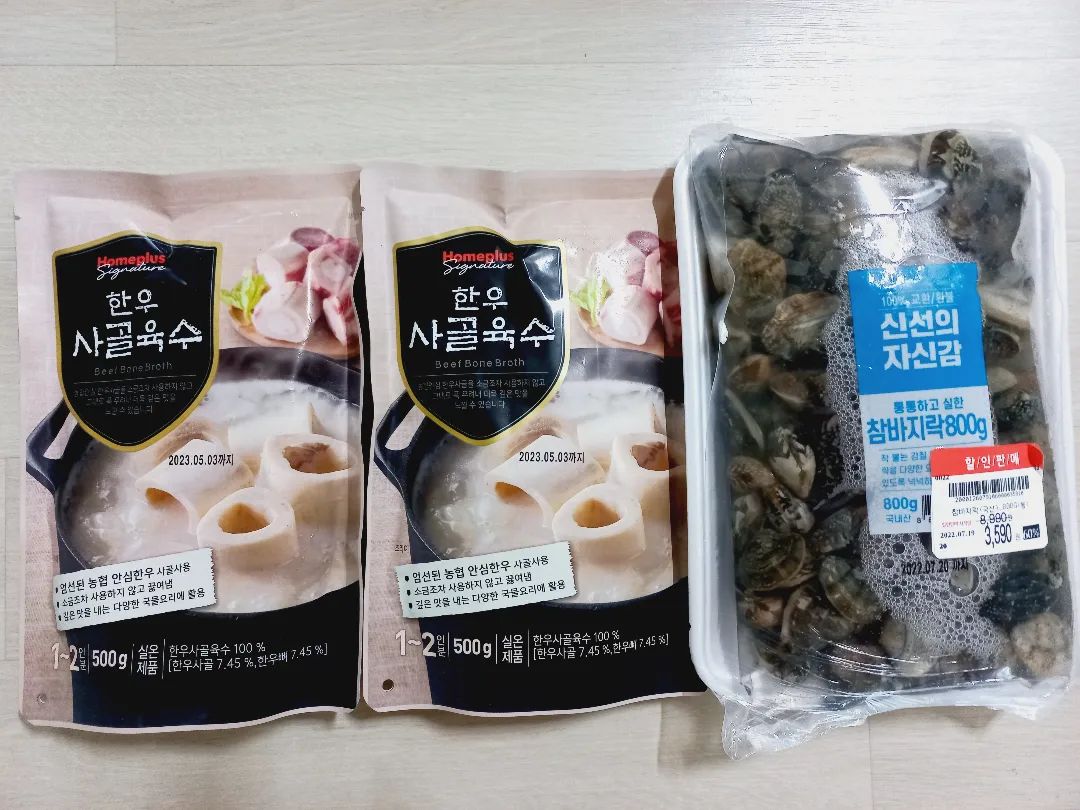 Homeplus
Signature
한우
사골육수
Beef Bone Broth
2023.05.03까지
엄선된 농협 안심한우 사골사용
소금조차 사용하지 않고 끓여냄
깊은 맛을 내는 다양한 국물요리에 활용
1~2인분
500g
실온
제품
한우사골육수 100 %
[한우사골 7.45 %, 한우뼈 7.45 %]
Homeplus
Signature
한우
사골육수
Beef Bone Broth
2023.05.03까지
엄선된 농협 안심한우 사골사용
소금조차 사용하지 않고 끓여냄
깊은 맛을 내는 다양한 국물요리에 활용
1~2인분
500g
실온
제품
한우사골육수 100 %
[한우사골 7.45 %, 한우뼈 7.45 %]
100% 교환/환불
신선의
자신감
통통하고 실한
참바지락800g
800g
국내산
할/인/판/매
8,990원
2022.07.19
3,590 원
60%
20
2022.07.20 까지